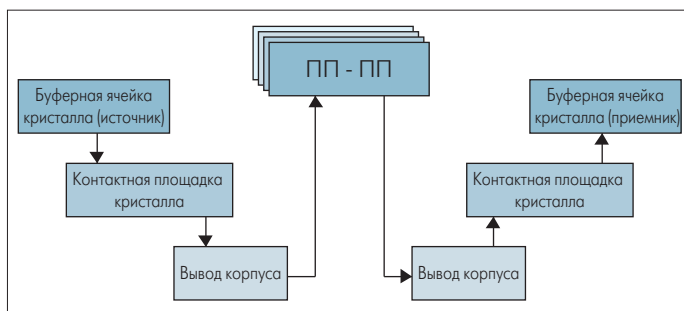 ПП - ПП
Буферная ячейка
кристалла (источник)
Буферная ячейка
кристалла (приемник)
Контактная площадка
кристалла
Контактная площадка
кристалла
Вывод корпуса
Вывод корпуса